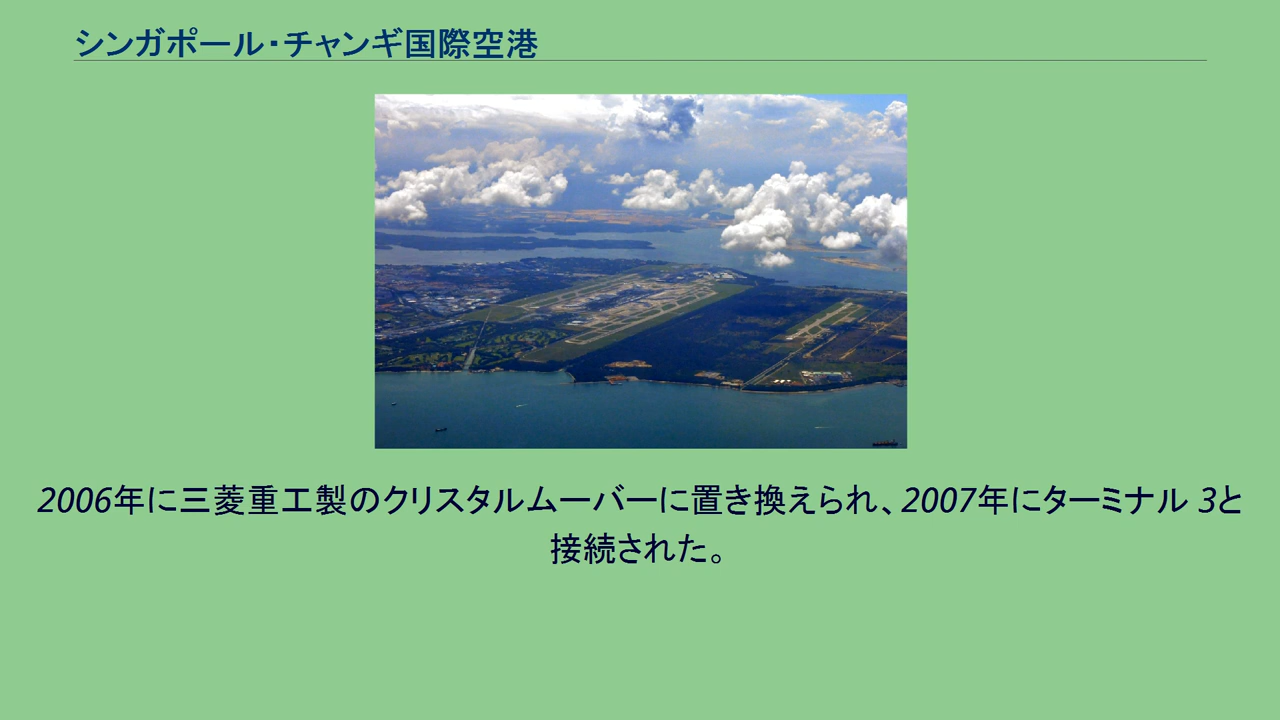 シンガポール・チャンギ国際空港
2006年に三菱重工製のクリスタルムーバーに置き換えられ、2007年にターミナル 3と
接続された。